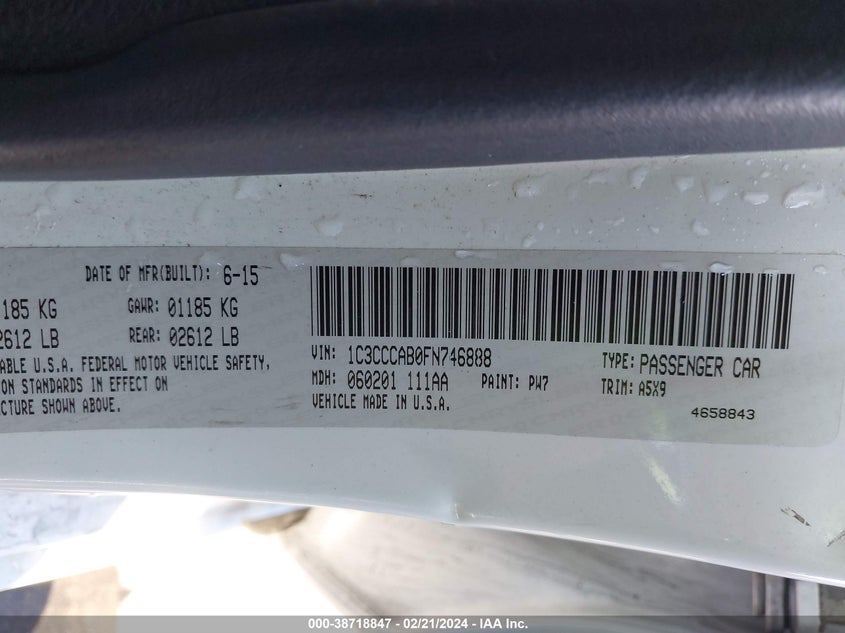 DATE OF MFR(BUILT): 6-15
185 KG GAWR: 01185 KG
2612 LB REAR: 02612 LB
ABLE U.S.A. FEDERAL MOTOR VEHICLE SAFETY,
ON STANDARDS IN EFFECT ON
CTURE SHOWN ABOVE.
VIN: 1C3CCCAB0FN746888 TYPE: PASSENGER CAR
MDH: 060201 111AA PAINT: PW7 TRIM: A5X9
VEHICLE MADE IN U.S.A.
4658843
000-38718847 - 02/21/2024 - IAA Inc.